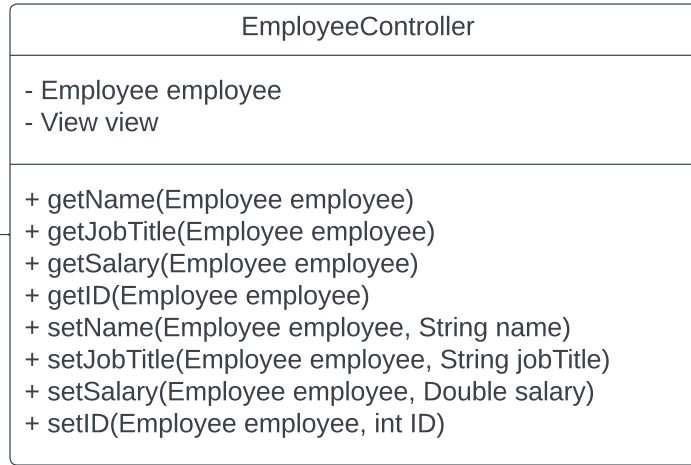 EmployeeController
- Employee employee
- View view
+ getName(Employee employee)
+ getJobTitle(Employee employee)
+ getSalary(Employee employee)
+ getID(Employee employee)
+ setName(Employee employee, String name)
+ setJobTitle(Employee employee, String jobTitle)
+ setSalary(Employee employee, Double salary)
+ setID(Employee employee, int ID)